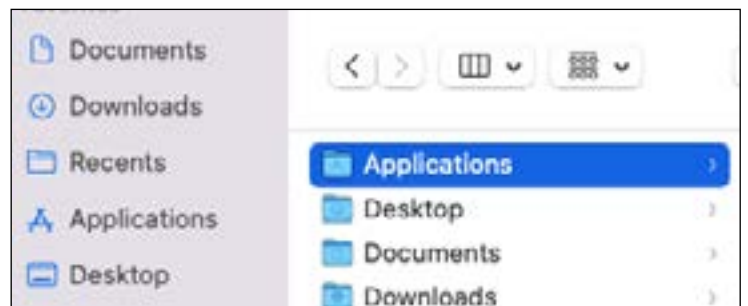 Documents
Downloads
Recents
Applications
Desktop
Applications
Desktop
Documents
Downloads